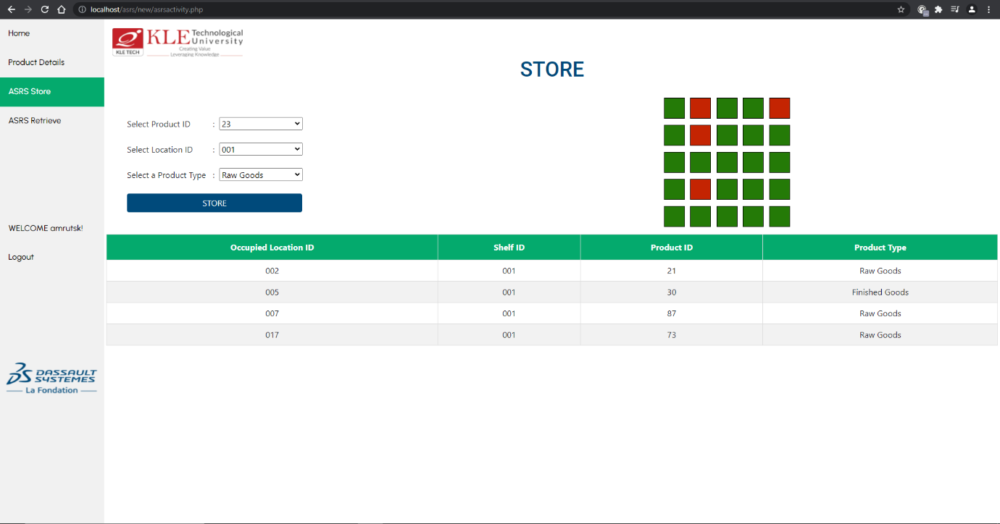 localhost/asrs/new/asrsactivity.php
Home
Product Details
ASRS Store
ASRS Retrieve
WELCOME amrutsk!
Logout
DASSAULT
SYSTEMES
La Fondation
KLE TECH
KLE Technological
University
Creating Value
Leveraging Knowledge
STORE
Select Product ID : 23
Select Location ID : 001
Select a Product Type : Raw Goods
STORE
Occupied Location ID Shelf ID Product ID Product Type
002 001 21 Raw Goods
005 001 30 Finished Goods
007 001 87 Raw Goods
017 001 73 Raw Goods